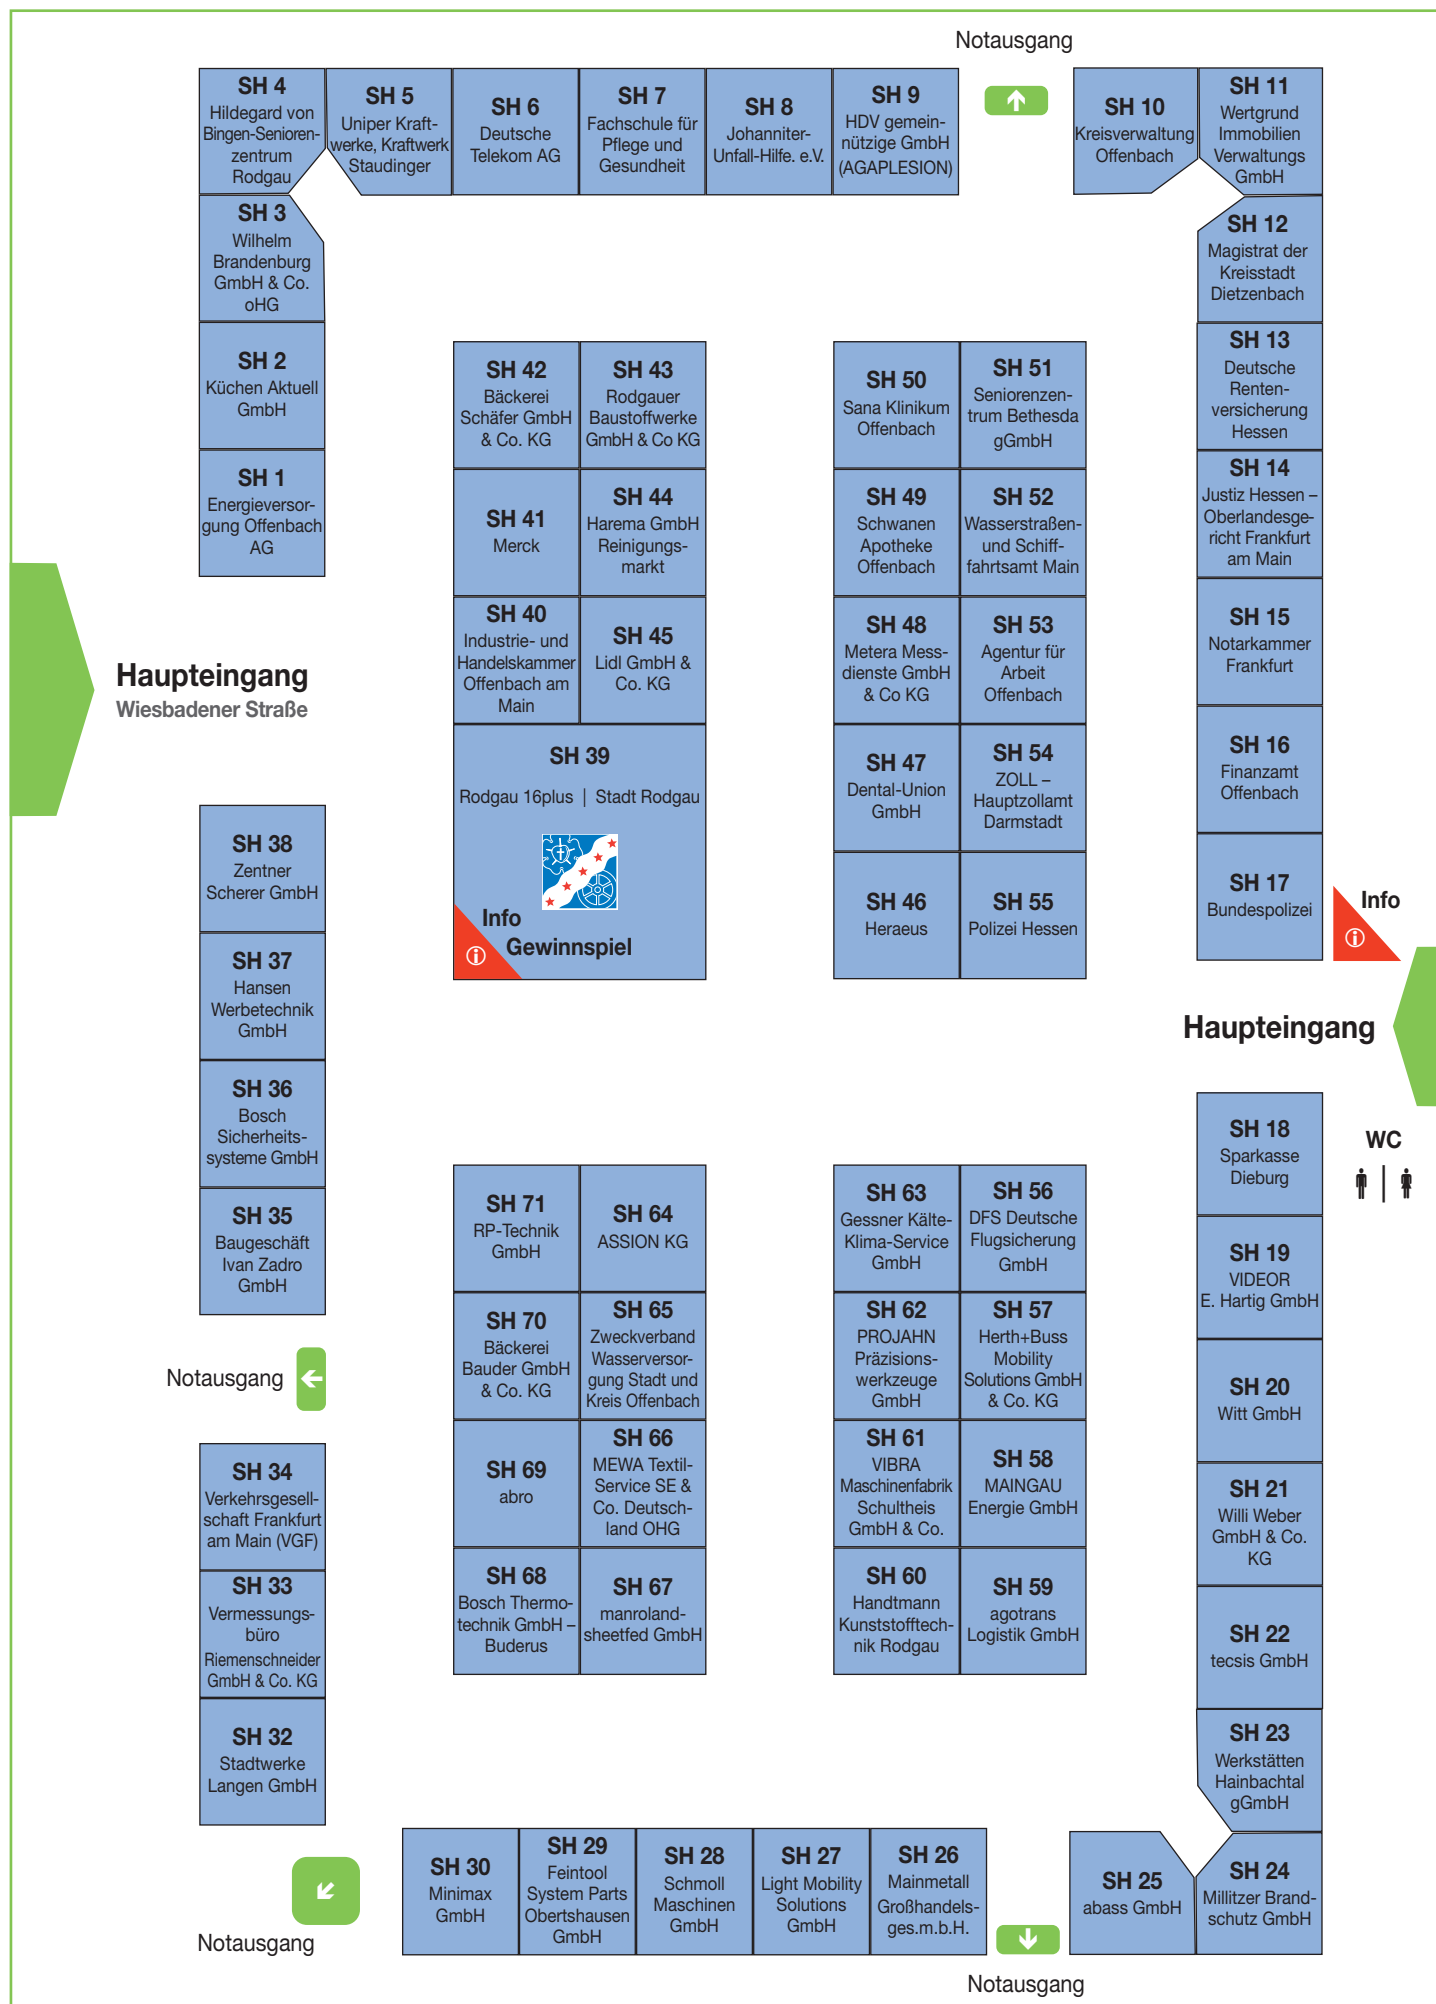 Notausgang
SH 4
Hildegard von
Bingen-Senioren-
zentrum
Rodgau
SH 5
Uniper Kraft-
werke, Kraftwerk
Staudinger
SH 6
Deutsche
Telekom AG
SH 7
Fachschule für
Pflege und
Gesundheit
SH 8
Johanniter-
Unfall-Hilfe. e.V.
SH 9
HDV gemein-
nützige GmbH
(AGAPLESION)
SH 10
Kreisverwaltung
Offenbach
SH 11
Wertgrund
Immobilien
Verwaltungs
GmbH
SH 3
Wilhelm
Brandenburg
GmbH & Co.
oHG
SH 12
Magistrat der
Kreisstadt
Dietzenbach
SH 2
Küchen Aktuell
GmbH
SH 42
Bäckerei
Schäfer GmbH
& Co. KG
SH 43
Rodgauer
Baustoffwerke
GmbH & Co KG
SH 50
Sana Klinikum
Offenbach
SH 51
Seniorenzen-
trum Bethesda
gGmbH
SH 13
Deutsche
Renten-
versicherung
Hessen
SH 1
Energieversor-
gung Offenbach
AG
SH 41
Merck
SH 44
Harema GmbH
Reinigungs-
markt
SH 49
Schwanen
Apotheke
Offenbach
SH 52
Wasserstraßen-
und Schiff-
fahrtsamt Main
SH 14
Justiz Hessen –
Oberlandesge-
richt Frankfurt
am Main
Haupteingang
Wiesbadener Straße
SH 40
Industrie- und
Handelskammer
Offenbach am
Main
SH 45
Lidl GmbH &
Co. KG
SH 48
Metera Mess-
dienste GmbH
& Co KG
SH 53
Agentur für
Arbeit
Offenbach
SH 15
Notarkammer
Frankfurt
SH 39
Rodgau 16plus | Stadt Rodgau
Info
Gewinnspiel
SH 47
Dental-Union
GmbH
SH 54
ZOLL –
Hauptzollamt
Darmstadt
SH 16
Finanzamt
Offenbach
SH 38
Zentner
Scherer GmbH
SH 46
Heraeus
SH 55
Polizei Hessen
SH 17
Bundespolizei
Info
SH 37
Hansen
Werbetechnik
GmbH
Haupteingang
SH 36
Bosch
Sicherheits-
systeme GmbH
SH 18
Sparkasse
Dieburg
WC
SH 35
Baugeschäft
Ivan Zadro
GmbH
SH 71
RP-Technik
GmbH
SH 64
ASSION KG
SH 63
Gessner Kälte-
Klima-Service
GmbH
SH 56
DFS Deutsche
Flugsicherung
GmbH
SH 19
VIDEOR
E. Hartig GmbH
Notausgang
SH 70
Bäckerei
Bauder GmbH
& Co. KG
SH 65
Zweckverband
Wasserversor-
gung Stadt und
Kreis Offenbach
SH 62
PROJAHN
Präzisions-
werkzeuge
GmbH
SH 57
Herth+Buss
Mobility
Solutions GmbH
& Co. KG
SH 20
Witt GmbH
SH 34
Verkehrsgesell-
schaft Frankfurt
am Main (VGF)
SH 69
abro
SH 66
MEWA Textil-
Service SE &
Co. Deutsch-
land OHG
SH 61
VIBRA
Maschinenfabrik
Schultheis
GmbH & Co.
SH 58
MAINGAU
Energie GmbH
SH 21
Willi Weber
GmbH & Co.
KG
SH 33
Vermessungs-
büro
Riemenschneider
GmbH & Co. KG
SH 68
Bosch Thermo-
technik GmbH –
Buderus
SH 67
manroland-
sheetfed GmbH
SH 60
Handtmann
Kunststofftech-
nik Rodgau
SH 59
agotrans
Logistik GmbH
SH 22
tecsis GmbH
SH 32
Stadtwerke
Langen GmbH
SH 23
Werkstätten
Hainbachtal
gGmbH
Notausgang
SH 30
Minimax
GmbH
SH 29
Feintool
System Parts
Obertshausen
GmbH
SH 28
Schmoll
Maschinen
GmbH
SH 27
Light Mobility
Solutions
GmbH
SH 26
Mainmetall
Großhandels-
ges.m.b.H.
SH 25
abass GmbH
SH 24
Millitzer Brand-
schutz GmbH
Notausgang